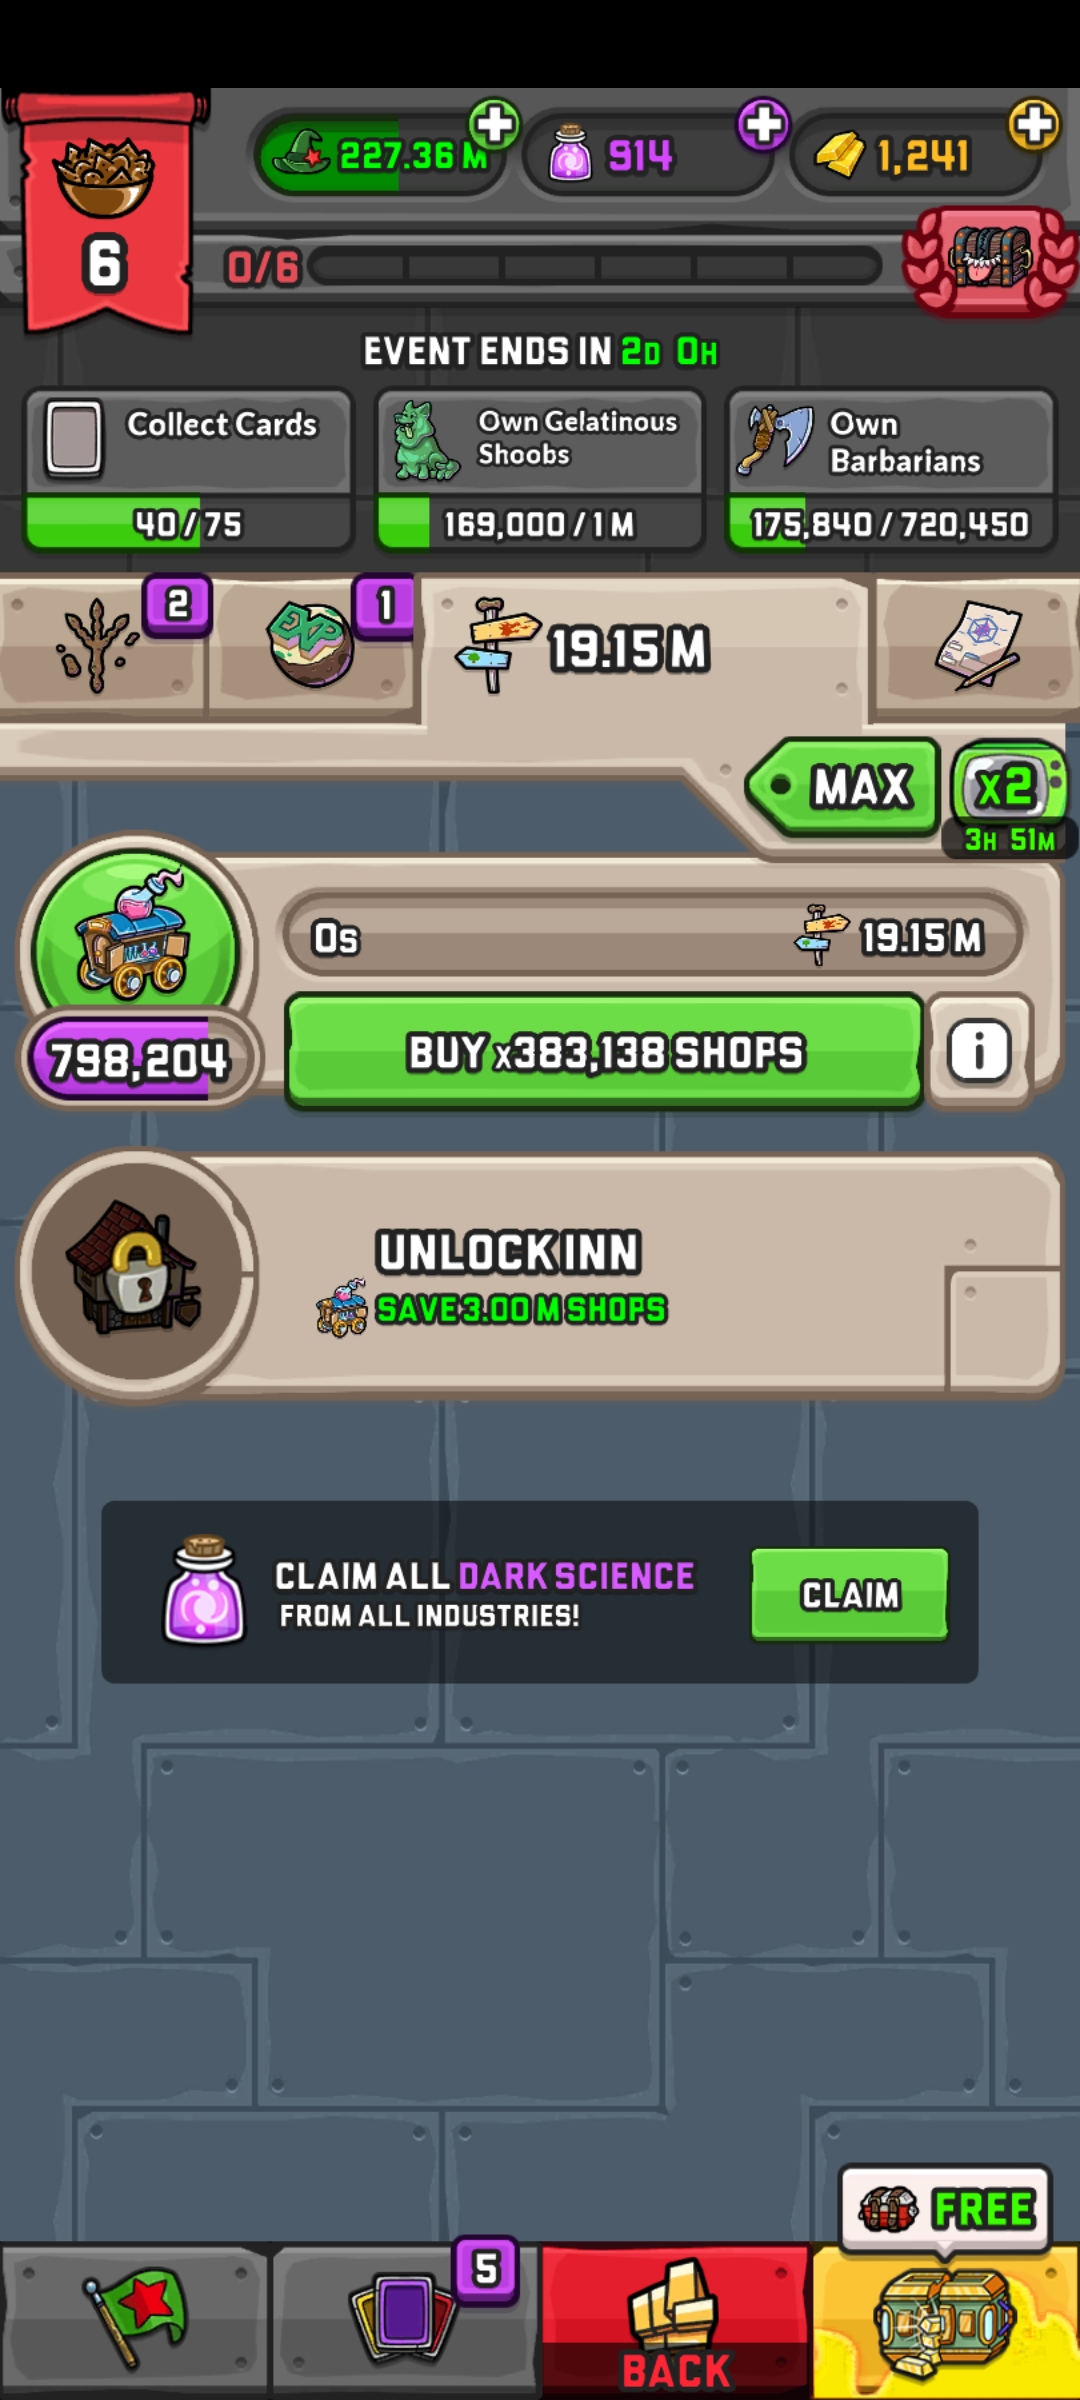 227.36 M
914
1,241
6
0/6
EVENT ENDS IN 2D 0H
Collect Cards
40/75
Own Gelatinous
Shoobs
169,000/1 M
Own
Barbarians
175,840/720,450
2
EXP
1
19.15 M
MAX
x2
3H 51M
0s
19.15 M
798,204
BUY x383,138 SHOPS
i
UNLOCK INN
SAVE 3.00 M SHOPS
CLAIM ALL DARK SCIENCE
FROM ALL INDUSTRIES!
CLAIM
FREE
5
BACK